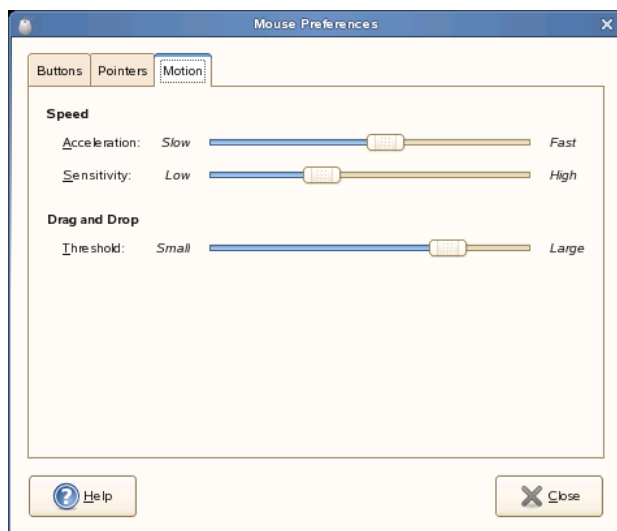 Mouse Preferences
Buttons Pointers Motion
Speed
Acceleration: Slow Fast
Sensitivity: Low High
Drag and Drop
Threshold: Small Large
Help Close